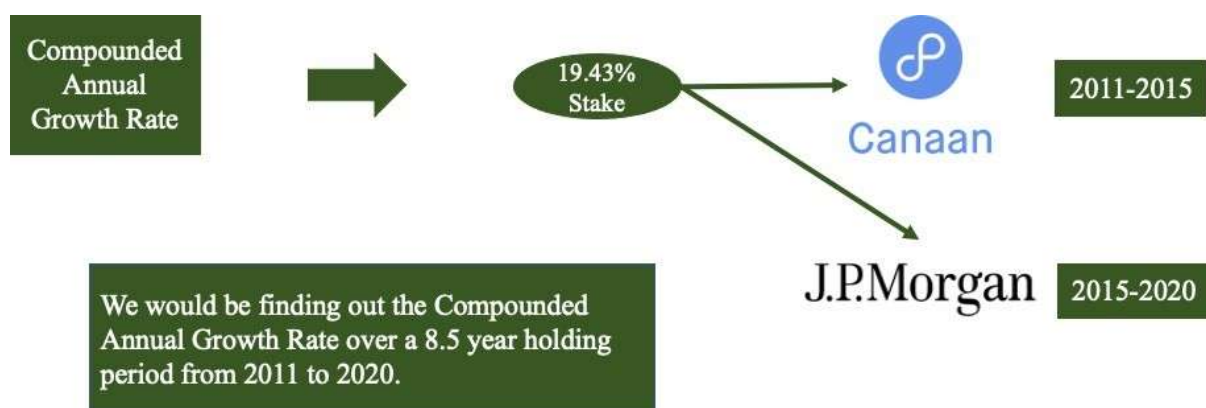 Compounded
Annual
Growth Rate
19.43%
Stake
Canaan
2011-2015
J.P.Morgan
2015-2020
We would be finding out the Compounded
Annual Growth Rate over a 8.5 year holding
period from 2011 to 2020.